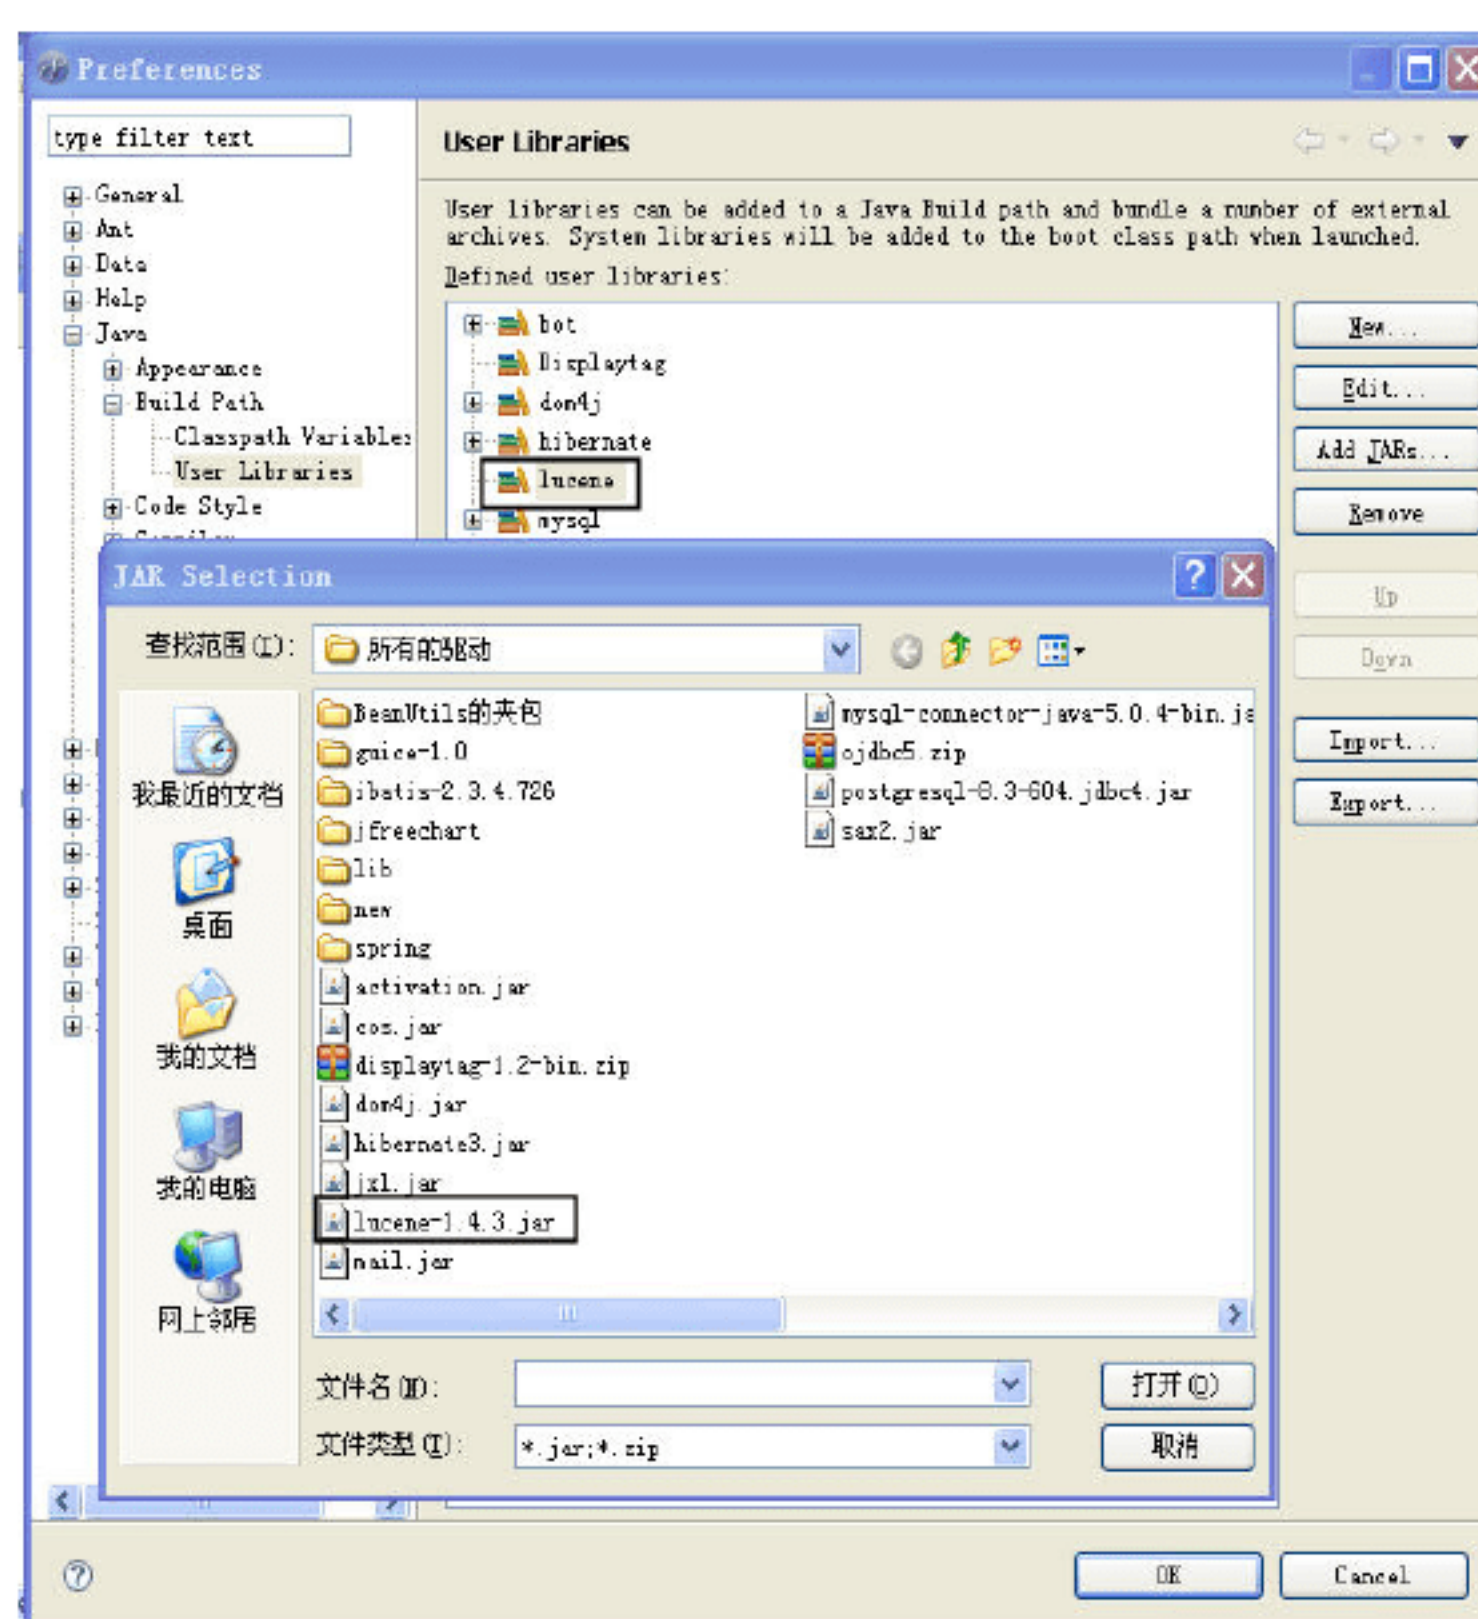 Preferences
type filter text
User Libraries
General
Ant
Data
Help
Java
Appearance
Build Path
Classpath Variables
User Libraries
Code Style
User libraries can be added to a Java Build path and bundle a number of external
archives. System libraries will be added to the boot class path when launched.
Defined user libraries:
bot
Displaytag
dom4j
hibernate
lucene
mysql
New...
Edit...
Add JARs...
Remove
Up
Down
Import...
Export...
JAR Selection
查找范围(I):
所有的驱动
我最近的文档
桌面
我的文档
我的电脑
网上邻居
BeanUtils的夹包
guice-1.0
ibatis-2.3.4.726
jfreechart
lib
new
spring
activation.jar
cos.jar
displaytag-1.2-bin.zip
dom4j.jar
hibernate3.jar
jxl.jar
lucene-1.4.3.jar
mail.jar
mysql-connector-java-5.0.4-bin.ja
ojdbc5.zip
postgresql-8.3-604.jdbc4.jar
sax2.jar
文件名(N):
打开(O)
文件类型(T):
*.jar;*.zip
取消
OK
Cancel